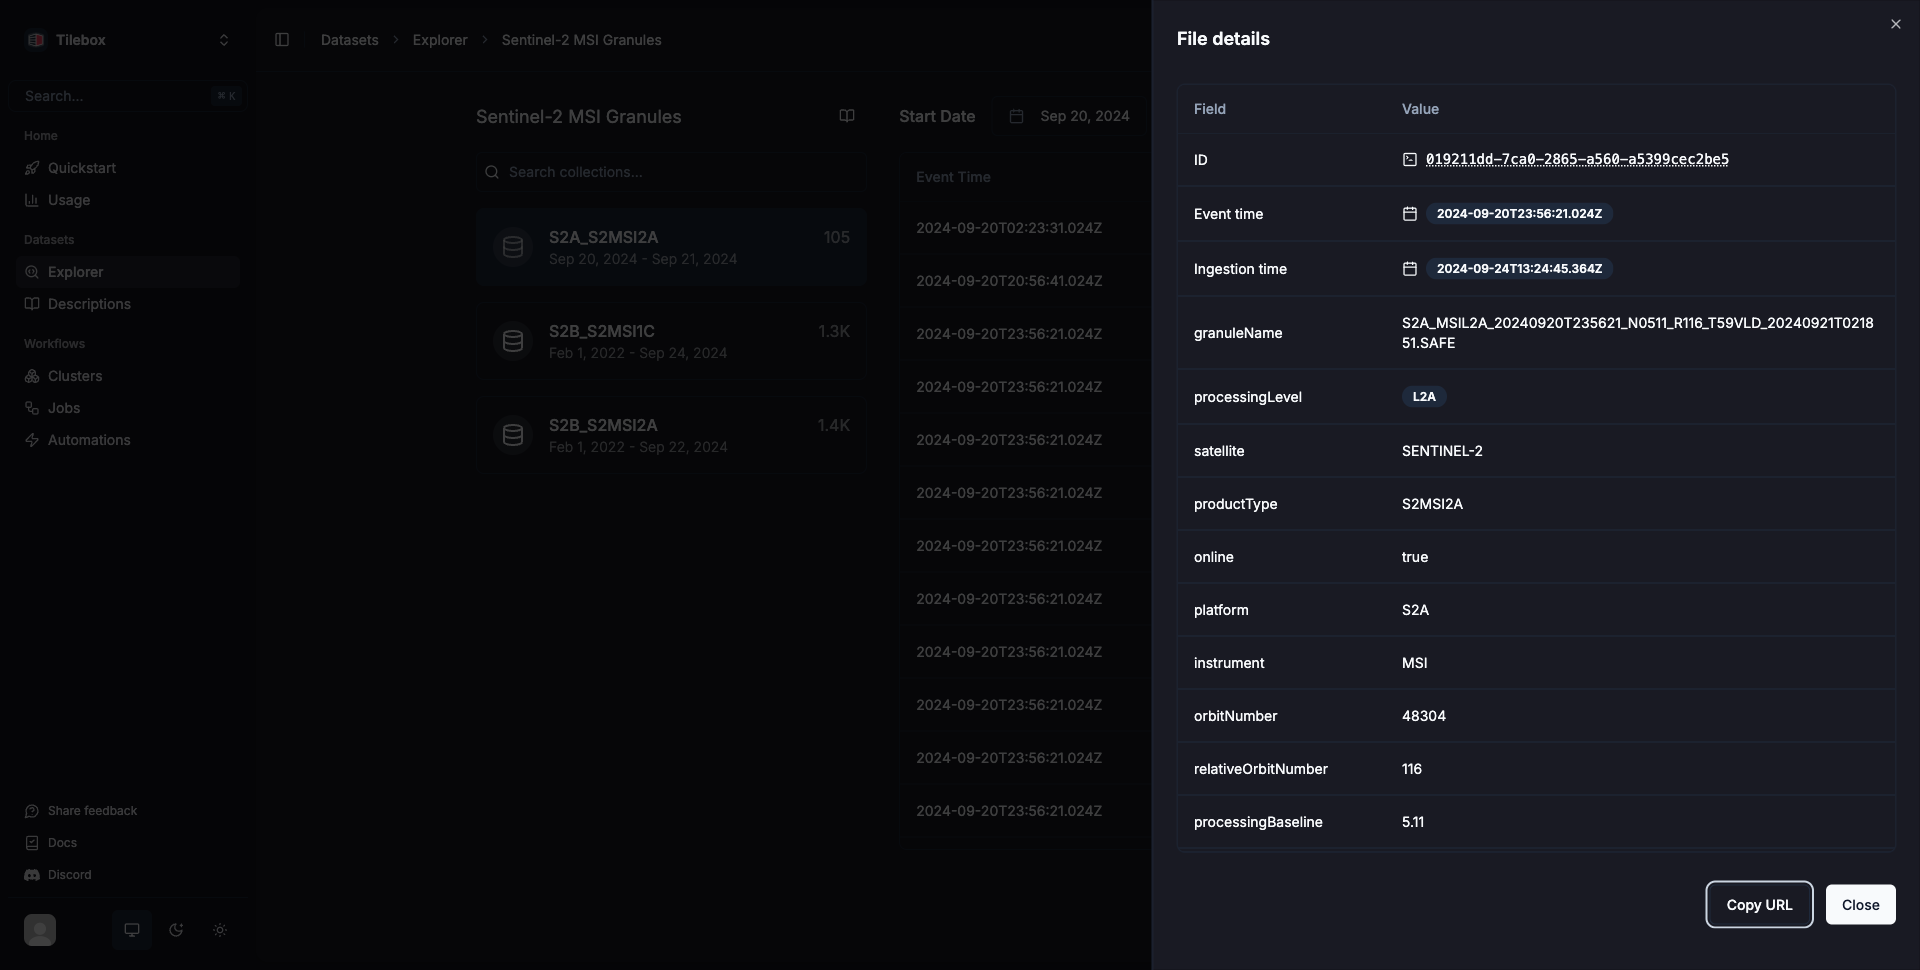 Tilebox
Search...
⌘ K
Home
Quickstart
Usage
Datasets
Explorer
Descriptions
Workflows
Clusters
Jobs
Automations
Share feedback
Docs
Discord
Datasets > Explorer > Sentinel-2 MSI Granules
Sentinel-2 MSI Granules
Search collections...
S2A_S2MSI2A 105
Sep 20, 2024 - Sep 21, 2024
S2B_S2MSI1C 1.3K
Feb 1, 2022 - Sep 24, 2024
S2B_S2MSI2A 1.4K
Feb 1, 2022 - Sep 22, 2024
Start Date Sep 20, 2024
Event Time
2024-09-20T02:23:31.024Z
2024-09-20T20:56:41.024Z
2024-09-20T23:56:21.024Z
2024-09-20T23:56:21.024Z
2024-09-20T23:56:21.024Z
2024-09-20T23:56:21.024Z
2024-09-20T23:56:21.024Z
2024-09-20T23:56:21.024Z
2024-09-20T23:56:21.024Z
2024-09-20T23:56:21.024Z
2024-09-20T23:56:21.024Z
2024-09-20T23:56:21.024Z
File details
Field Value
ID 019211dd-7ca0-2865-a560-a5399cec2be5
Event time 2024-09-20T23:56:21.024Z
Ingestion time 2024-09-24T13:24:45.364Z
granuleName S2A_MSIL2A_20240920T235621_N0511_R116_T59VLD_20240921T0218
51.SAFE
processingLevel L2A
satellite SENTINEL-2
productType S2MSI2A
online true
platform S2A
instrument MSI
orbitNumber 48304
relativeOrbitNumber 116
processingBaseline 5.11
Copy URL
Close